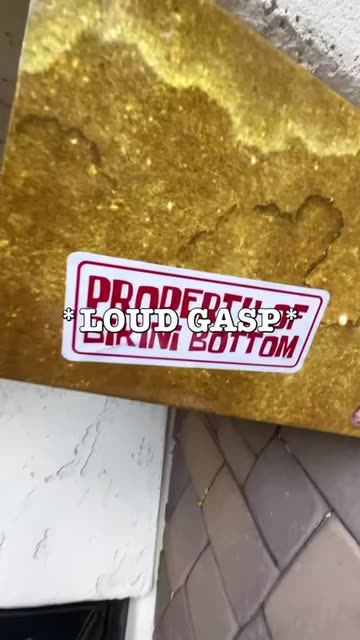 PROPERTY OF
*LOUD GASP*
BIKINI BOTTOM